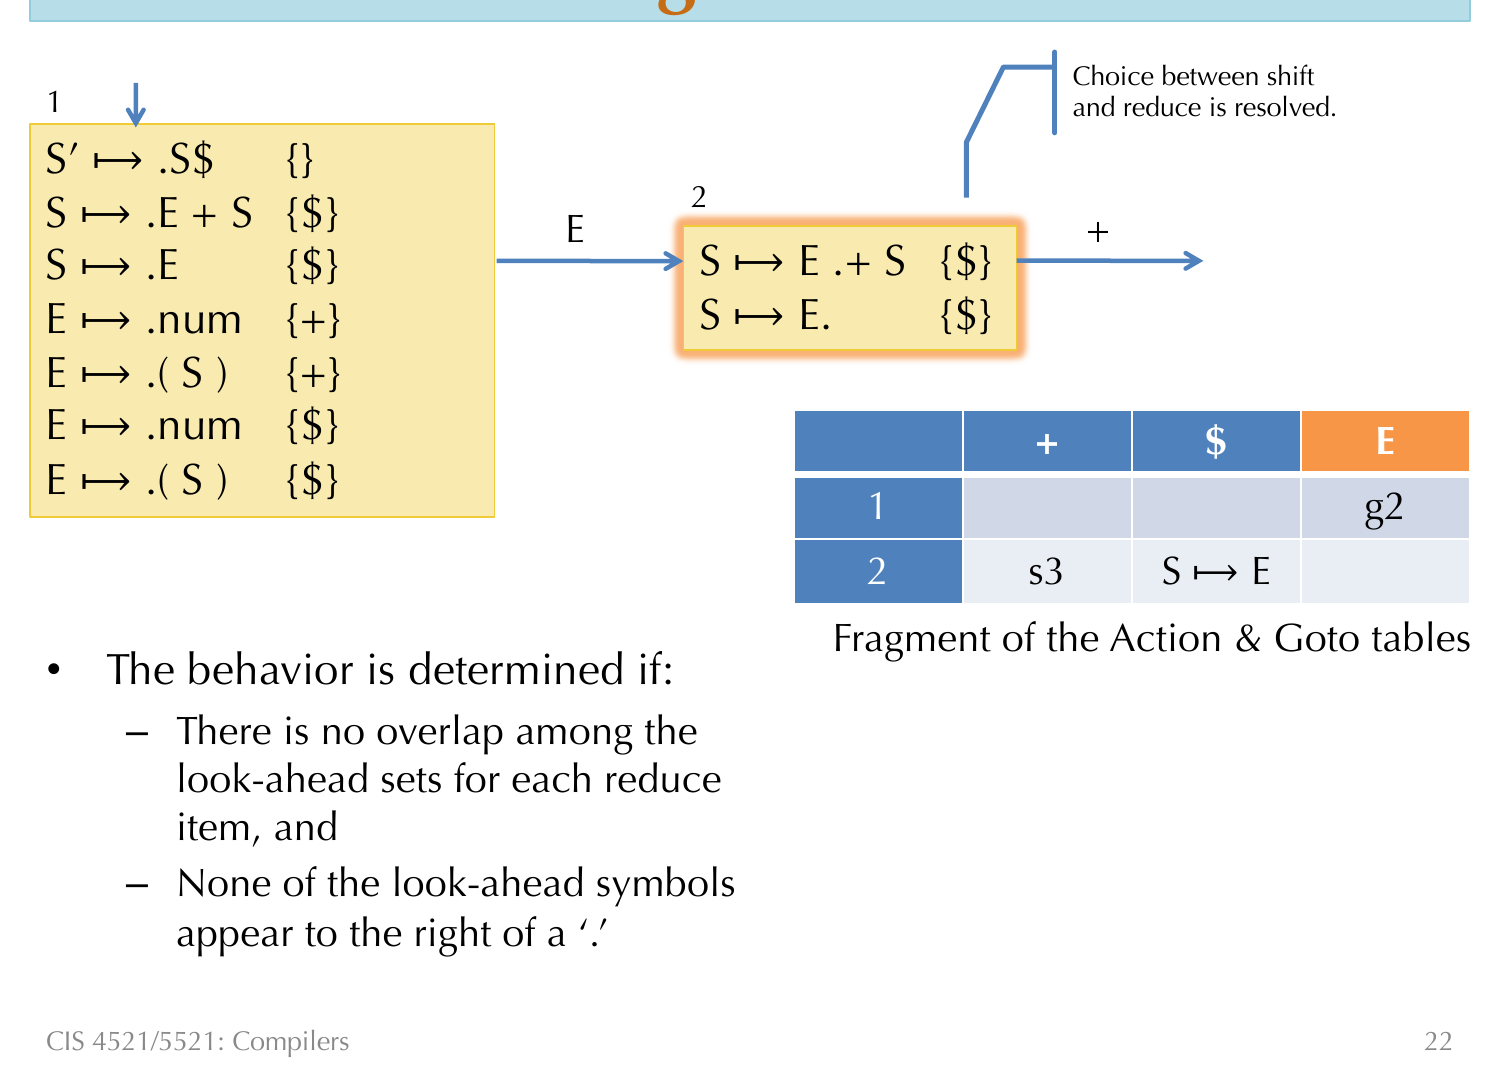 Choice between shift
and reduce is resolved.
1
S′ ⟼ .S$ {}
S ⟼ .E + S {$}
S ⟼ .E {$}
E ⟼ .num {+}
E ⟼ .( S ) {+}
E ⟼ .num {$}
E ⟼ .( S ) {$}
E
2
S ⟼ E .+ S {$}
S ⟼ E. {$}
+
+ $ E
1 g2
2 s3 S ⟼ E
Fragment of the Action & Goto tables
• The behavior is determined if:
– There is no overlap among the
look-ahead sets for each reduce
item, and
– None of the look-ahead symbols
appear to the right of a ‘.’
CIS 4521/5521: Compilers
22